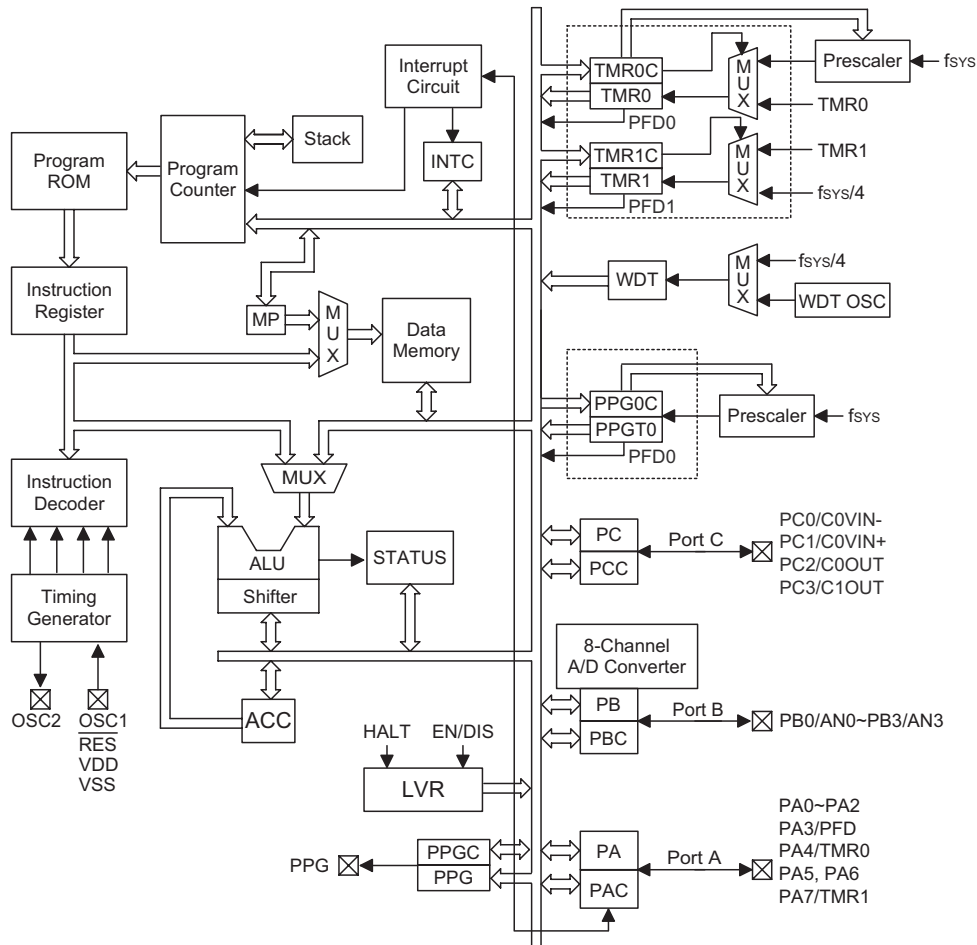 Interrupt
Circuit
INTC
Stack
Program
ROM
Program
Counter
Instruction
Register
MP
MUX
Data
Memory
Instruction
Decoder
MUX
ALU
Shifter
STATUS
Timing
Generator
OSC2
OSC1
RES
VDD
VSS
ACC
HALT
EN/DIS
LVR
PPG
PPGC
PPG
TMR0C
TMR0
PFD0
MUX
Prescaler
fSYS
TMR0
TMR1C
TMR1
PFD1
MUX
TMR1
fSYS/4
WDT
MUX
fSYS/4
WDT OSC
PPG0C
PPGT0
PFD0
Prescaler
fSYS
PC
PCC
Port C
PC0/C0VIN-
PC1/C0VIN+
PC2/C0OUT
PC3/C1OUT
8-Channel
A/D Converter
PB
PBC
Port B
PB0/AN0~PB3/AN3
PA
PAC
Port A
PA0~PA2
PA3/PFD
PA4/TMR0
PA5, PA6
PA7/TMR1